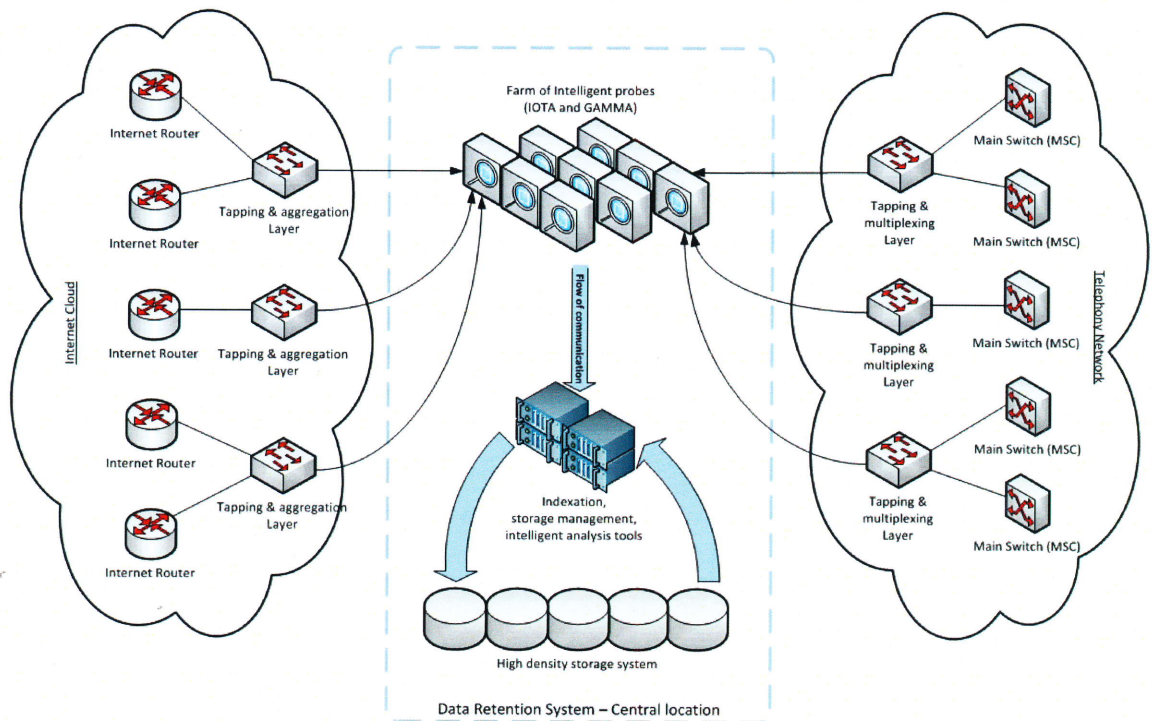 Farm of Intelligent probes
(IOTA and GAMMA)
Internet Router
Internet Router
Internet Router
Internet Router
Internet Router
Tapping & aggregation
Layer
Tapping & aggregation
Layer
Tapping & aggregation
Layer
Internet Cloud
Flow of communication
Indexation,
storage management,
intelligent analysis tools
High density storage system
Data Retention System – Central location
Tapping &
multiplexing
Layer
Tapping &
multiplexing
Layer
Tapping &
multiplexing
Layer
Main Switch (MSC)
Main Switch (MSC)
Main Switch (MSC)
Main Switch (MSC)
Main Switch (MSC)
Telephony Network